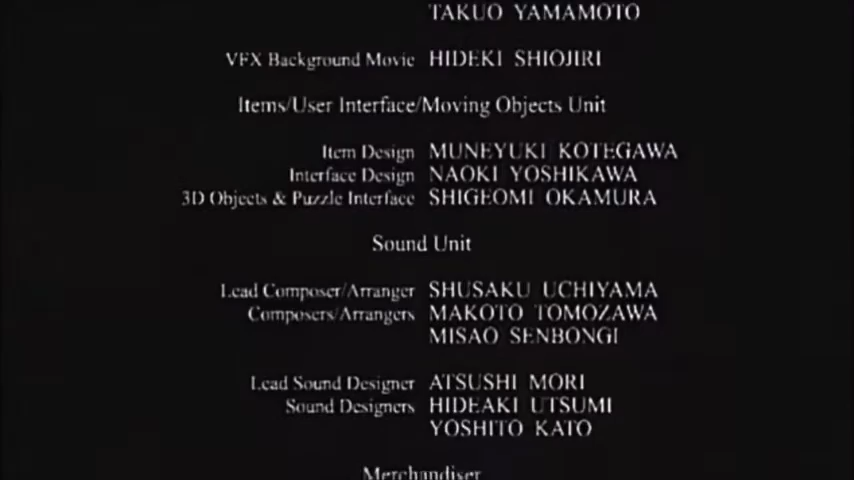 TAKUO YAMAMOTO
VFX Background Movie HIDEKI SHIOJIRI
Items/User Interface/Moving Objects Unit
Item Design MUNEYUKI KOTEGAWA
Interface Design NAOKI YOSHIKAWA
3D Objects & Puzzle Interface SHIGEOMI OKAMURA
Sound Unit
Lead Composer/Arranger SHUSAKU UCHIYAMA
Composers/Arrangers MAKOTO TOMOZAWA
MISAO SENBONGI
Lead Sound Designer ATSUSHI MORI
Sound Designers HIDEAKI UTSUMI
YOSHITO KATO
Merchandiser